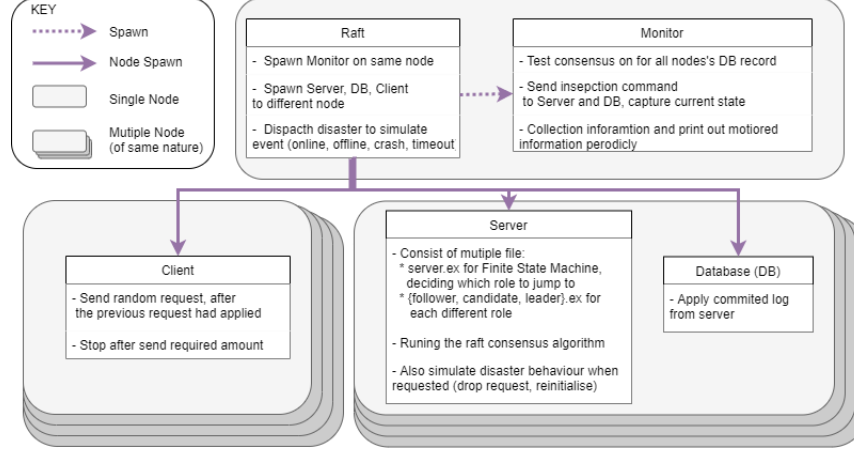 KEY
Spawn
Node Spawn
Single Node
Mutiple Node
(of same nature)
Raft
- Spawn Monitor on same node
- Spawn Server, DB, Client
to different node
- Dispacth disaster to simulate
event (online, offline, crash, timeout)
Monitor
- Test consensus on for all nodes's DB record
- Send insepction command
to Server and DB, capture current state
- Collection inforamtion and print out motiored
information perodicly
Client
- Send random request, after
the previous request had applied
- Stop after send required amount
Server
- Consist of mutiple file:
* server.ex for Finite State Machine,
deciding which role to jump to
* {follower, candidate, leader}.ex for
each different role
- Runing the raft consensus algorithm
- Also simulate disaster behaviour when
requested (drop request, reinitialise)
Database (DB)
- Apply commited log
from server